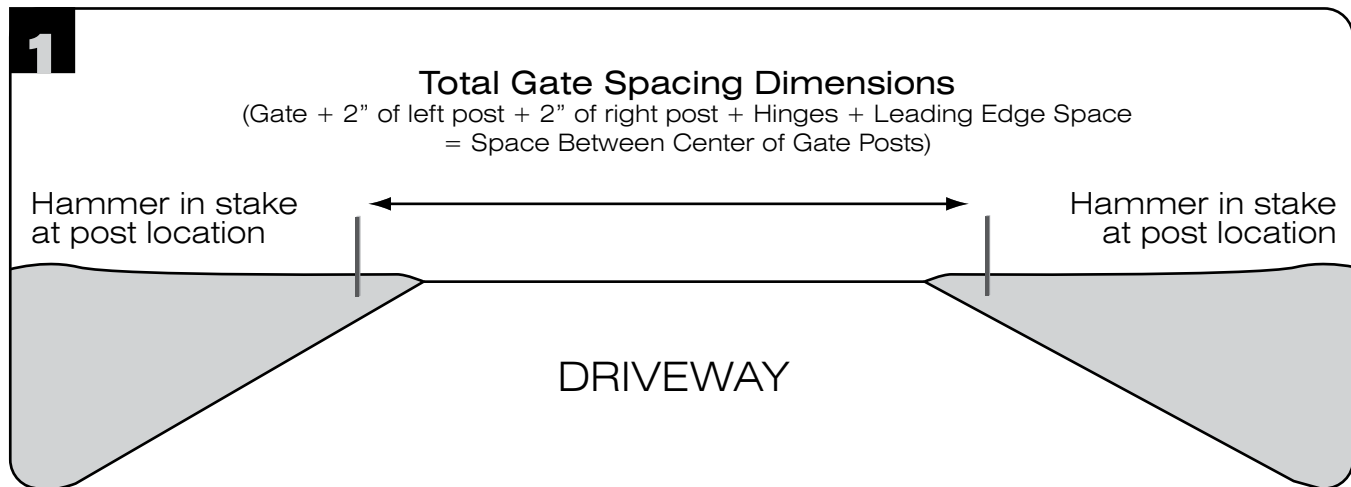 1
Total Gate Spacing Dimensions
(Gate + 2” of left post + 2” of right post + Hinges + Leading Edge Space
= Space Between Center of Gate Posts)
Hammer in stake
at post location
Hammer in stake
at post location
DRIVEWAY